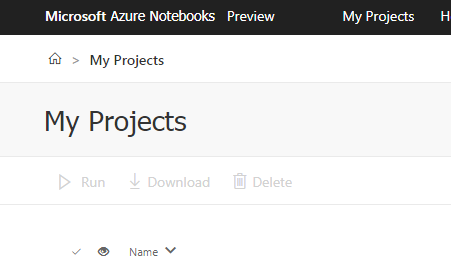 Microsoft Azure Notebooks Preview My Projects H
> My Projects
My Projects
Run Download Delete
Name